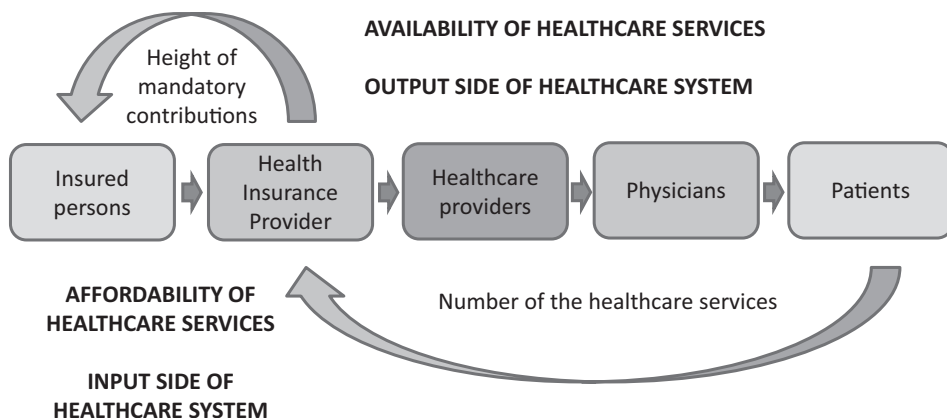 AVAILABILITY OF HEALTHCARE SERVICES
OUTPUT SIDE OF HEALTHCARE SYSTEM
Height of
mandatory
contributions
Insured
persons
Health
Insurance
Provider
Healthcare
providers
Physicians
Patients
AFFORDABILITY OF
HEALTHCARE SERVICES
INPUT SIDE OF
HEALTHCARE SYSTEM
Number of the healthcare services